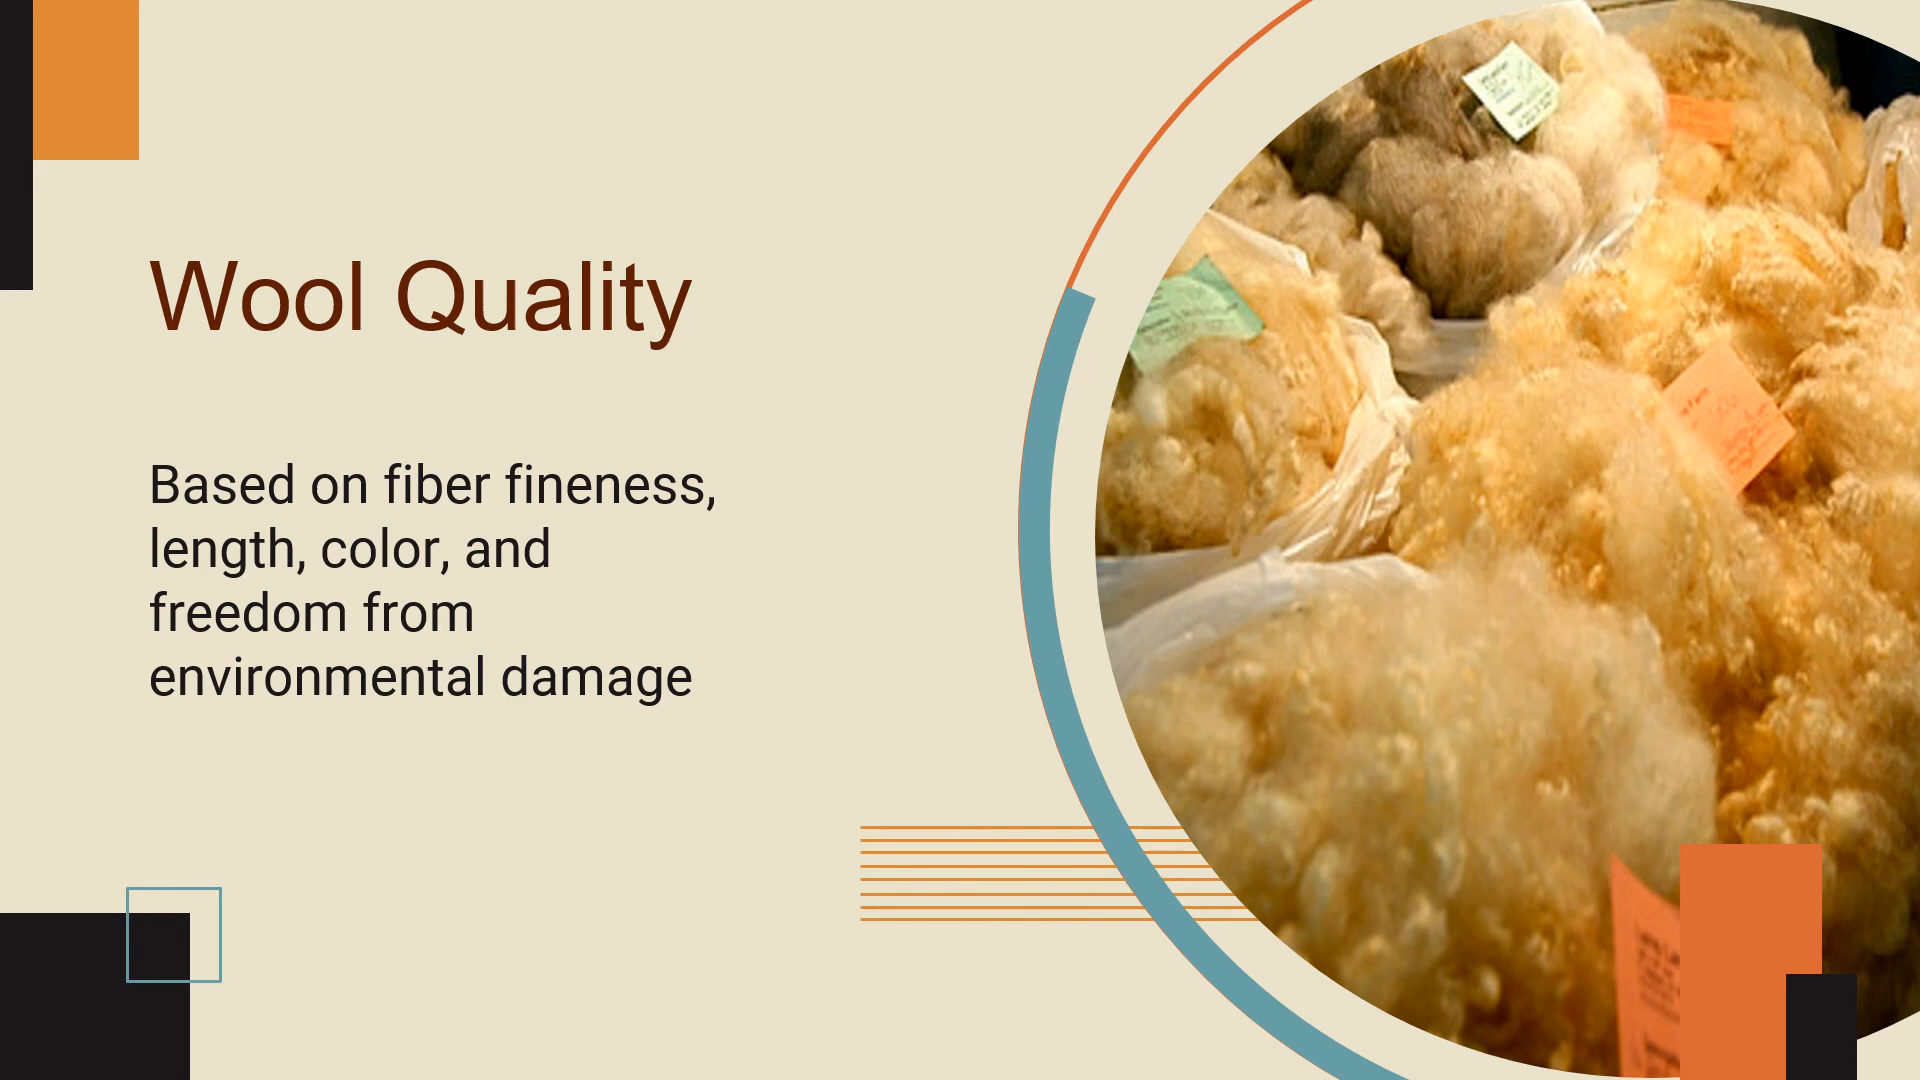 Wool Quality
Based on fiber fineness,
length, color, and
freedom from
environmental damage